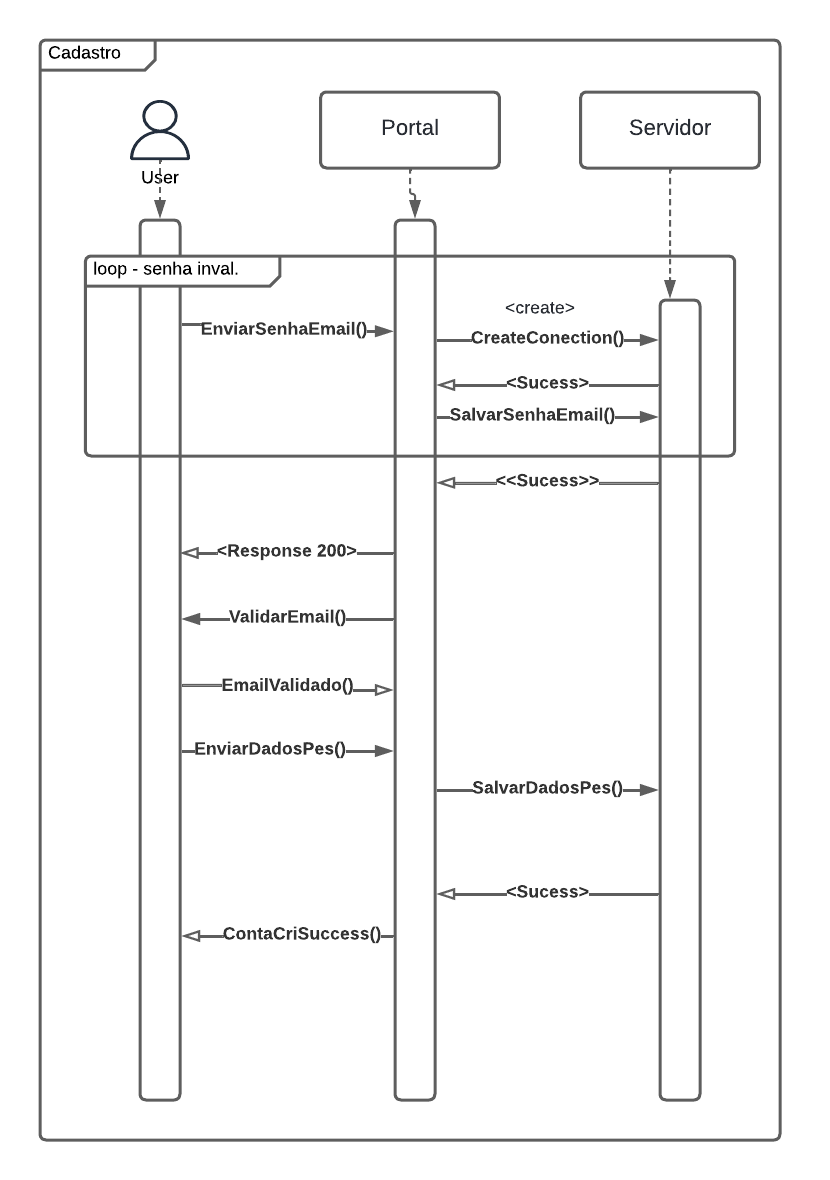 Cadastro
User
Portal
Servidor
loop - senha inval.
EnviarSenhaEmail()
<create>
CreateConection()
<Sucess>
SalvarSenhaEmail()
<<Sucess>>
<Response 200>
ValidarEmail()
EmailValidado()
EnviarDadosPes()
SalvarDadosPes()
<Sucess>
ContaCriSuccess()